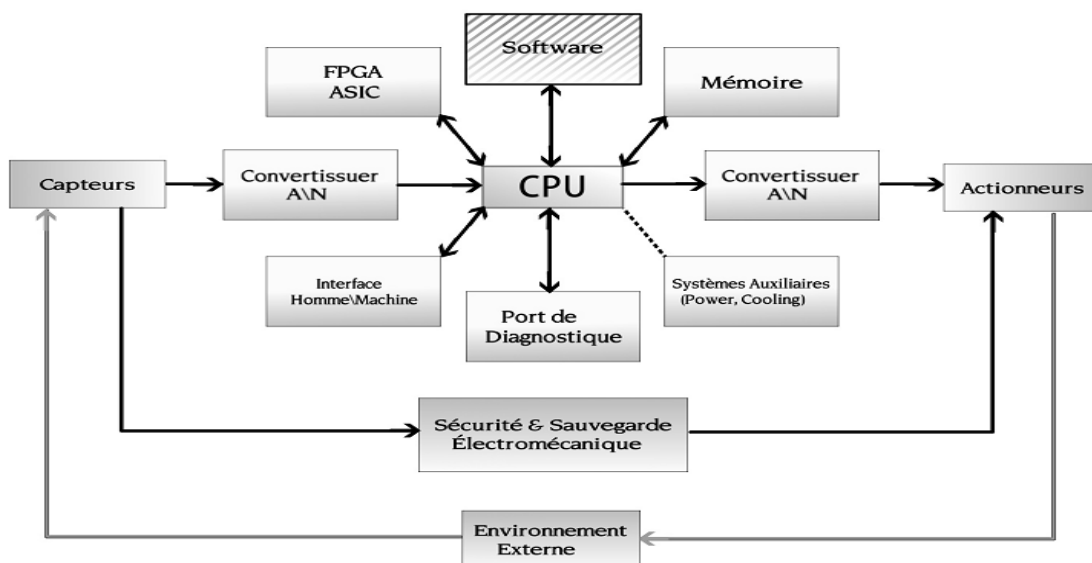 Software
FPGA
ASIC
Mémoire
Capteurs
Convertissuer
A\N
CPU
Convertissuer
A\N
Actionneurs
Interface
Homme\Machine
Port de
Diagnostique
Systèmes Auxiliaires
(Power, Cooling)
Sécurité & Sauvegarde
Électromécanique
Environnement
Externe